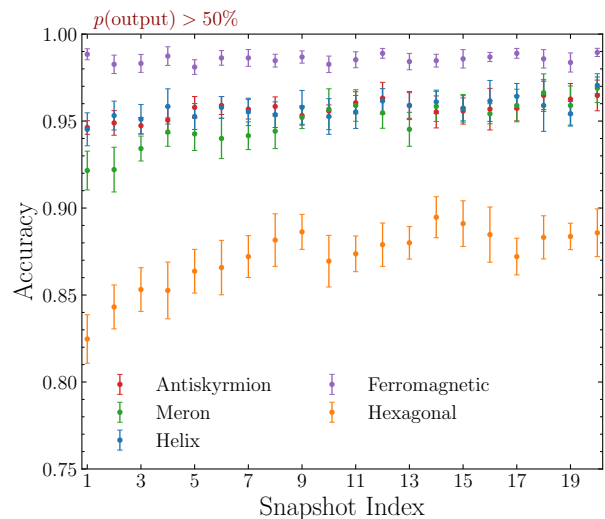 p(output) > 50%
1.00
0.95
0.90
0.85
0.80
0.75
Accuracy
Antiskyrmion
Meron
Helix
Ferromagnetic
Hexagonal
1 3 5 7 9 11 13 15 17 19
Snapshot Index